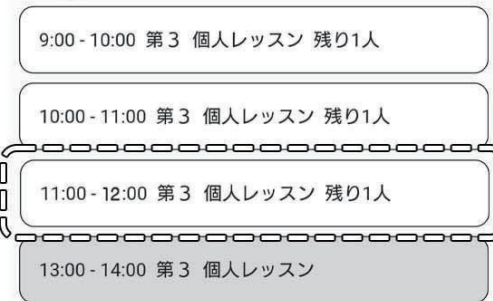 9:00 - 10:00 第３ 個人レッスン 残り1人
10:00 - 11:00 第３ 個人レッスン 残り1人
11:00 - 12:00 第３ 個人レッスン 残り1人
13:00 - 14:00 第３ 個人レッスン